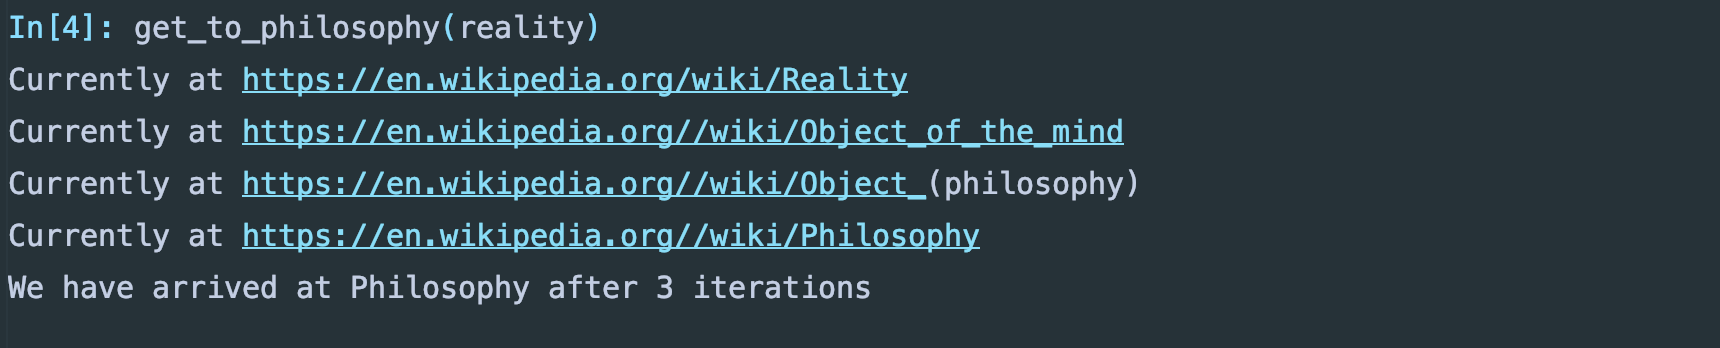 In[4]: get_to_philosophy(reality)
Currently at https://en.wikipedia.org/wiki/Reality
Currently at https://en.wikipedia.org//wiki/Object_of_the_mind
Currently at https://en.wikipedia.org//wiki/Object_(philosophy)
Currently at https://en.wikipedia.org//wiki/Philosophy
We have arrived at Philosophy after 3 iterations